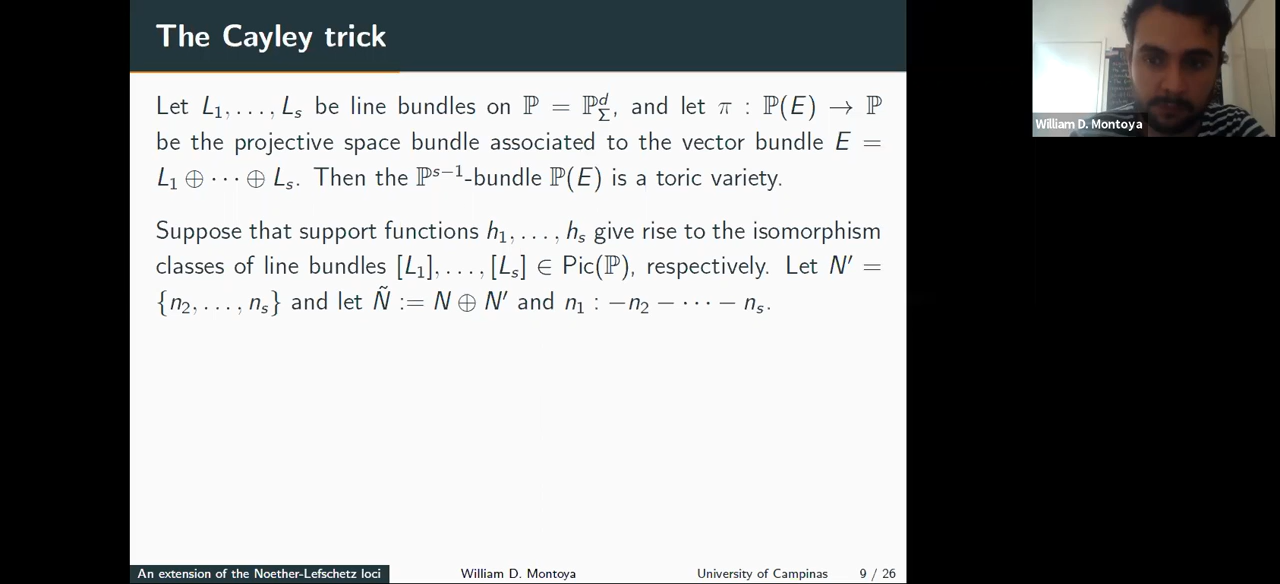 The Cayley trick
Let L₁, . . . , Lₛ be line bundles on ℙ = ℙ_Σ^d, and let π : ℙ(E) → ℙ
be the projective space bundle associated to the vector bundle E =
L₁ ⊕ · · · ⊕ Lₛ. Then the ℙ^{s−1}-bundle ℙ(E) is a toric variety.
Suppose that support functions h₁, . . . , hₛ give rise to the isomorphism
classes of line bundles [L₁], . . . , [Lₛ] ∈ Pic(ℙ), respectively. Let N′ =
{n₂, . . . , nₛ} and let Ñ := N ⊕ N′ and n₁ : −n₂ − · · · − nₛ.
An extension of the Noether-Lefschetz loci
William D. Montoya
University of Campinas
9 / 26
William D. Montoya